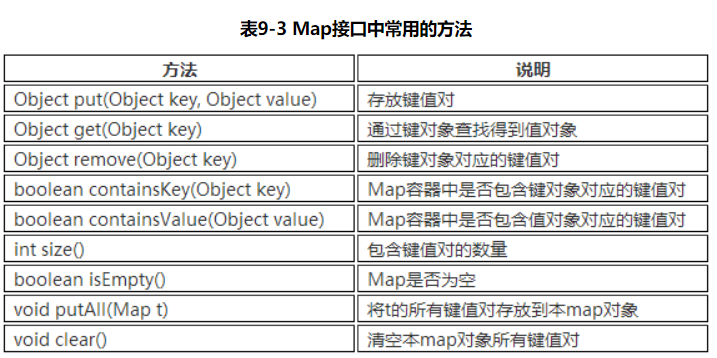 表9-3 Map接口中常用的方法
方法 说明
Object put(Object key, Object value) 存放键值对
Object get(Object key) 通过键对象查找得到值对象
Object remove(Object key) 删除键对象对应的键值对
boolean containsKey(Object key) Map容器中是否包含键对象对应的键值对
boolean containsValue(Object value) Map容器中是否包含值对象对应的键值对
int size() 包含键值对的数量
boolean isEmpty() Map是否为空
void putAll(Map t) 将t的所有键值对存放到本map对象
void clear() 清空本map对象所有键值对